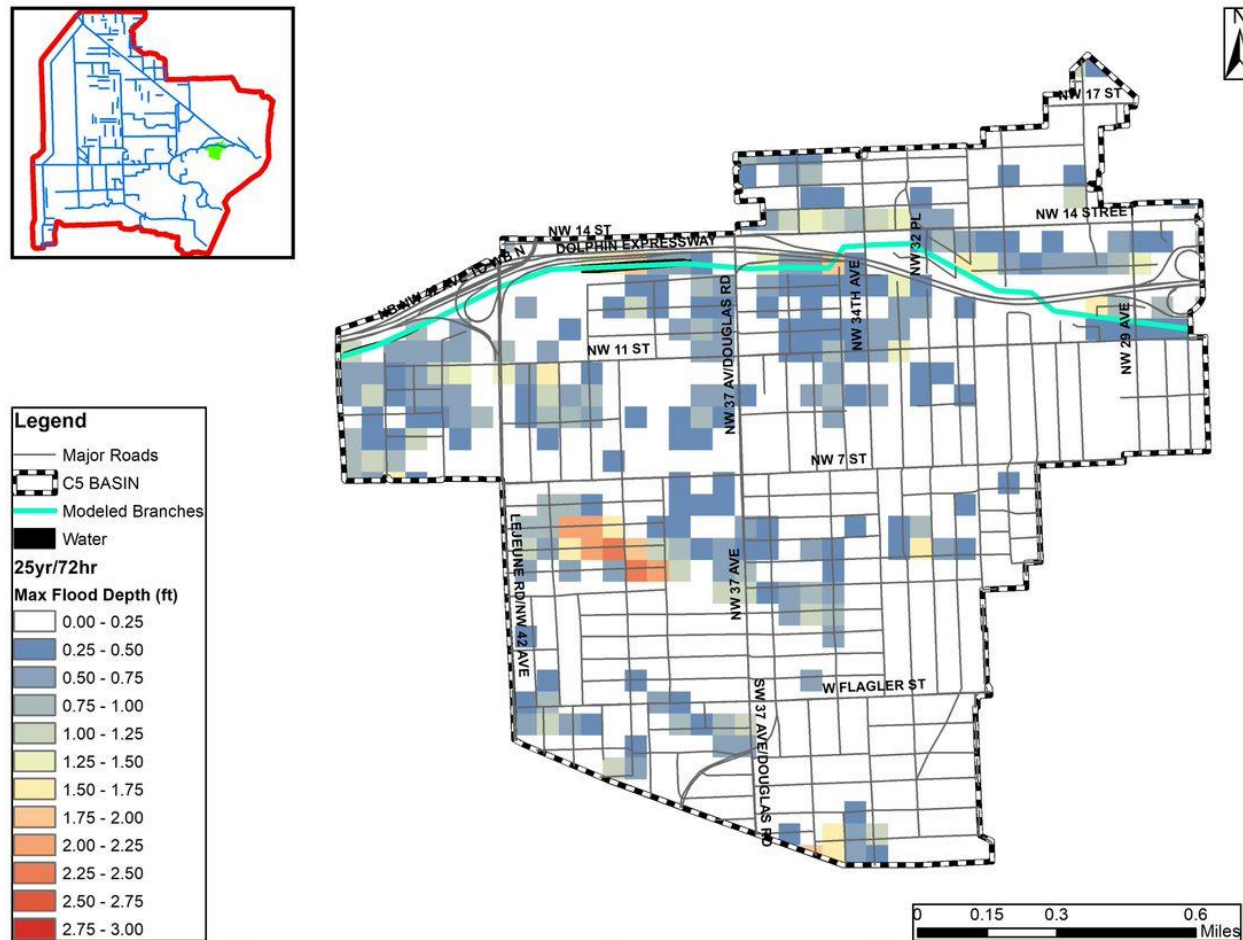 N
NW 17 ST
NW 14 STREET
NW 14 ST
DOLPHIN EXPRESSWAY
NW 32 PL
NW 34TH AVE
NW 37 AV/DOUGLAS RD
NW 29 AVE
NW 11 ST
NW 7 ST
LEJEUNE RD/NW 42 AVE
NW 37 AVE
W FLAGLER ST
SW 37 AVE/DOUGLAS RD
Legend
Major Roads
C5 BASIN
Modeled Branches
Water
25yr/72hr
Max Flood Depth (ft)
0.00 - 0.25
0.25 - 0.50
0.50 - 0.75
0.75 - 1.00
1.00 - 1.25
1.25 - 1.50
1.50 - 1.75
1.75 - 2.00
2.00 - 2.25
2.25 - 2.50
2.50 - 2.75
2.75 - 3.00
0 0.15 0.3 0.6
Miles